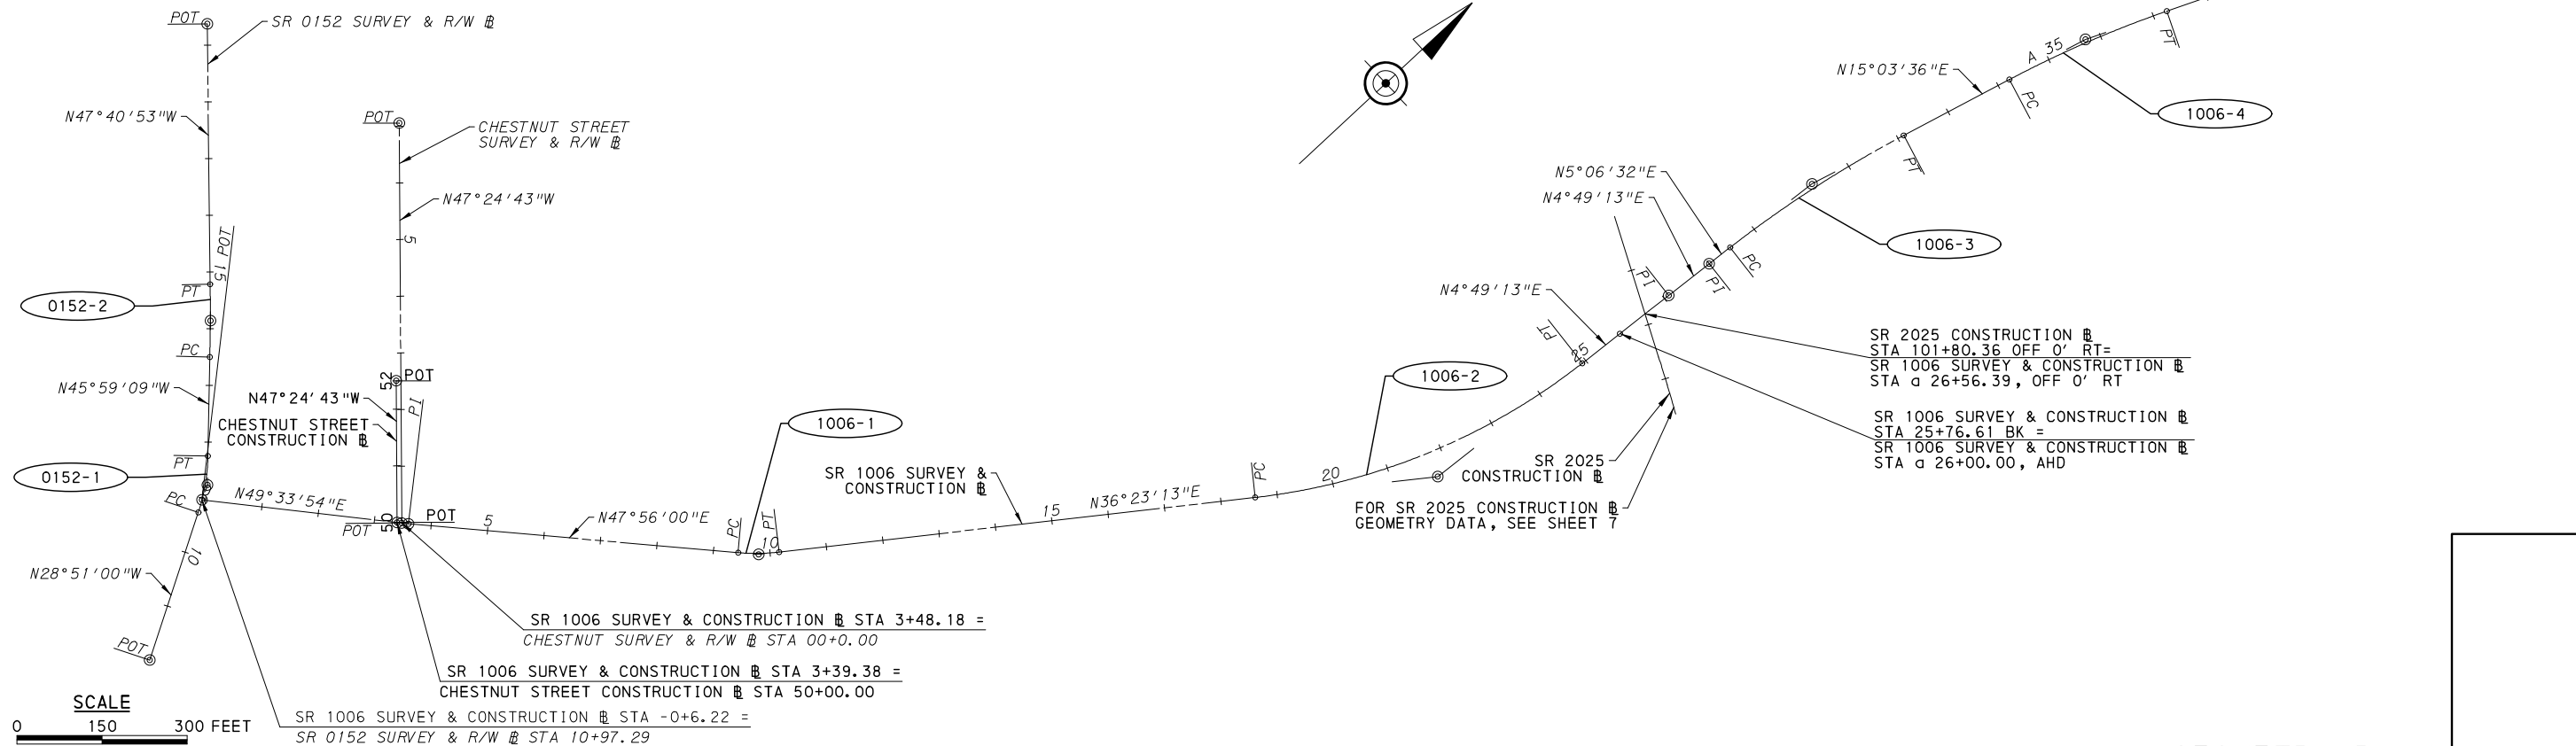 POT
SR 0152 SURVEY & R/W ℄
N47°40'53"W
POT
CHESTNUT STREET
SURVEY & R/W ℄
N47°24'43"W
5
POT
15
PT
0152-2
PC
N45°59'09"W
PT
0152-1
PC
10
N28°51'00"W
POT
52
POT
N47°24'43"W
CHESTNUT STREET
CONSTRUCTION ℄
PI
N49°33'54"E
POT
50
POT
5
N47°56'00"E
PC
PT
10
1006-1
SR 1006 SURVEY &
CONSTRUCTION ℄
15
N36°23'13"E
PC
20
1006-2
PT
25
N4°49'13"E
PI
N4°49'13"E
N5°06'32"E
PI
PC
1006-3
PT
N15°03'36"E
PC
A 35
1006-4
PT
SR 2025 CONSTRUCTION ℄
STA 101+80.36 OFF 0' RT=
SR 1006 SURVEY & CONSTRUCTION ℄
STA a 26+56.39, OFF 0' RT
SR 1006 SURVEY & CONSTRUCTION ℄
STA 25+76.61 BK =
SR 1006 SURVEY & CONSTRUCTION ℄
STA a 26+00.00, AHD
SR 2025
CONSTRUCTION ℄
FOR SR 2025 CONSTRUCTION ℄
GEOMETRY DATA, SEE SHEET 7
SR 1006 SURVEY & CONSTRUCTION ℄ STA 3+48.18 =
CHESTNUT SURVEY & R/W ℄ STA 00+0.00
SR 1006 SURVEY & CONSTRUCTION ℄ STA 3+39.38 =
CHESTNUT STREET CONSTRUCTION ℄ STA 50+00.00
SR 1006 SURVEY & CONSTRUCTION ℄ STA -0+6.22 =
SR 0152 SURVEY & R/W ℄ STA 10+97.29
SCALE
0 150 300 FEET